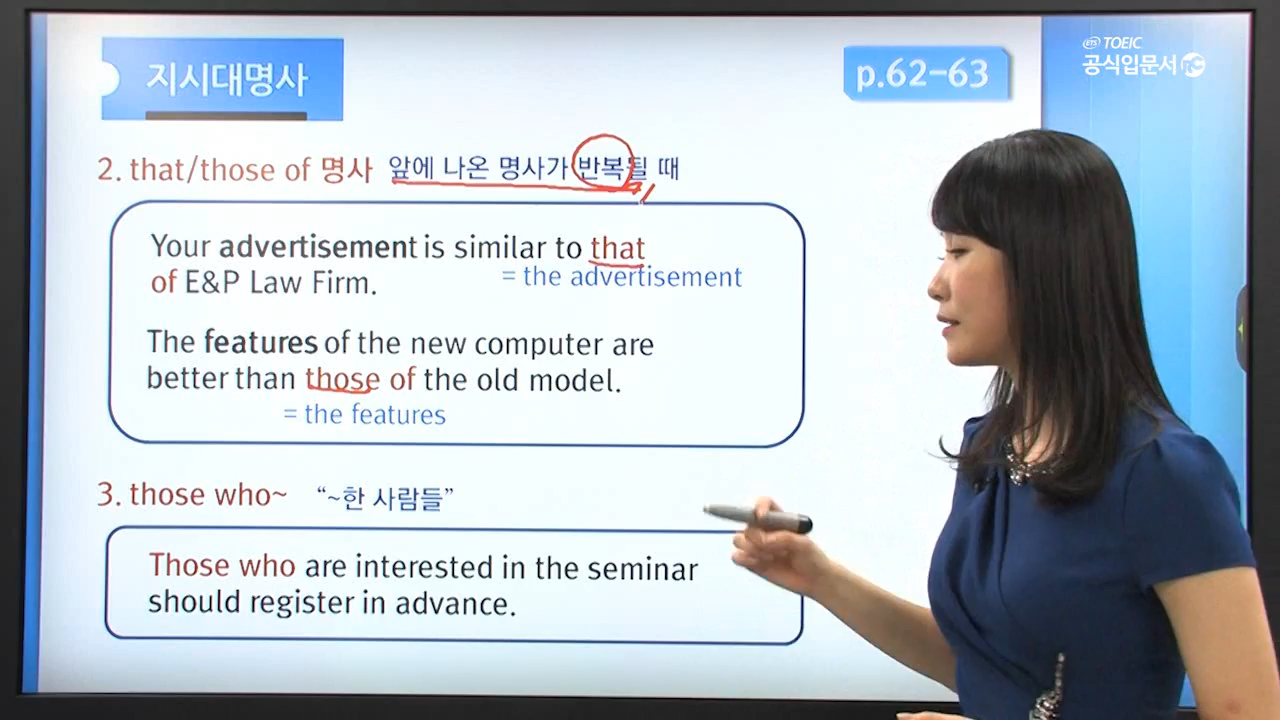 지시대명사
p.62-63
ETS TOEIC
공식입문서 TC
2. that/those of 명사 앞에 나온 명사가 반복될 때
Your advertisement is similar to that
of E&P Law Firm.
= the advertisement
The features of the new computer are
better than those of the old model.
= the features
3. those who~ “~한 사람들”
Those who are interested in the seminar
should register in advance.